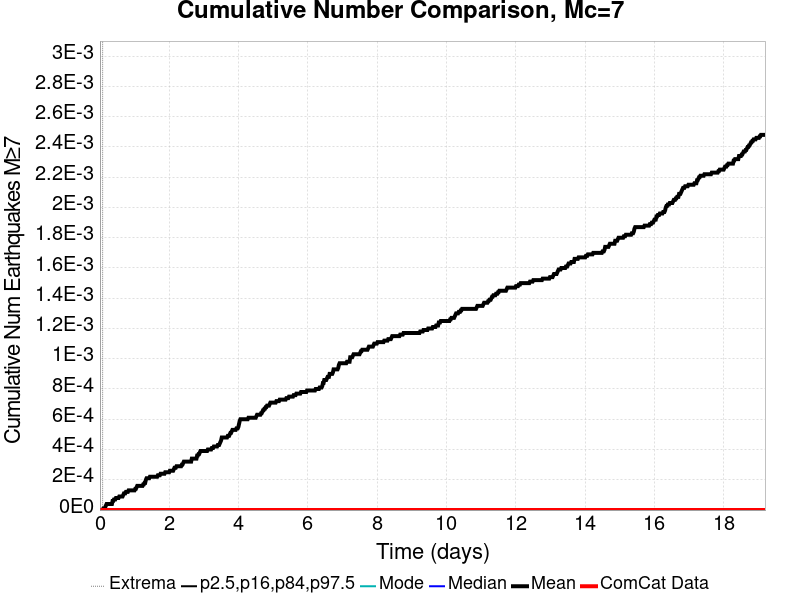 Cumulative Number Comparison, Mc=7
Cumulative Num Earthquakes M≥7
3E-3
2.8E-3
2.6E-3
2.4E-3
2.2E-3
2E-3
1.8E-3
1.6E-3
1.4E-3
1.2E-3
1E-3
8E-4
6E-4
4E-4
2E-4
0E0
0 2 4 6 8 10 12 14 16 18
Time (days)
Extrema p2.5,p16,p84,p97.5 Mode Median Mean ComCat Data